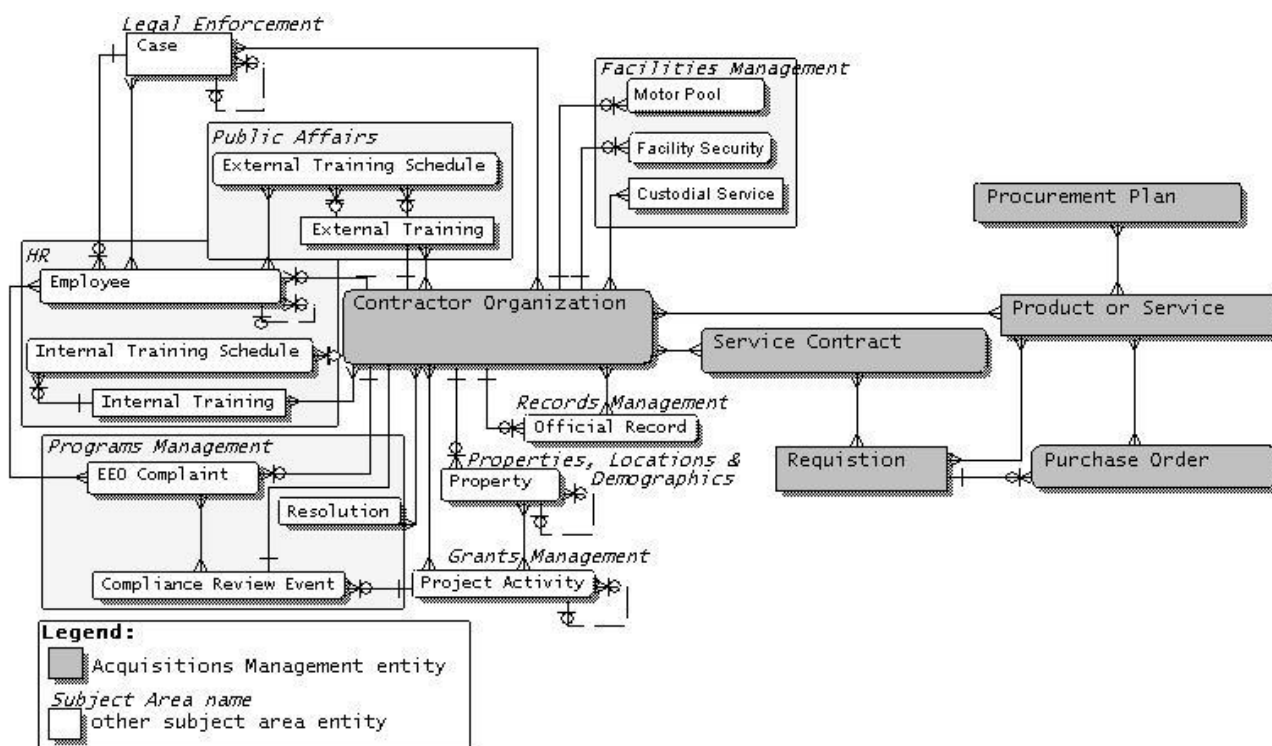 Legal Enforcement
Case
Facilities Management
Motor Pool
Facility Security
Custodial Service
Public Affairs
External Training Schedule
External Training
Procurement Plan
HR
Employee
Internal Training Schedule
Internal Training
Contractor Organization
Product or Service
Service Contract
Records Management
Official Record
Requistion
Purchase Order
Programs Management
EEO Complaint
Resolution
Compliance Review Event
Properties, Locations &
Demographics
Property
Grants Management
Project Activity
Legend:
Acquisitions Management entity
Subject Area name
other subject area entity